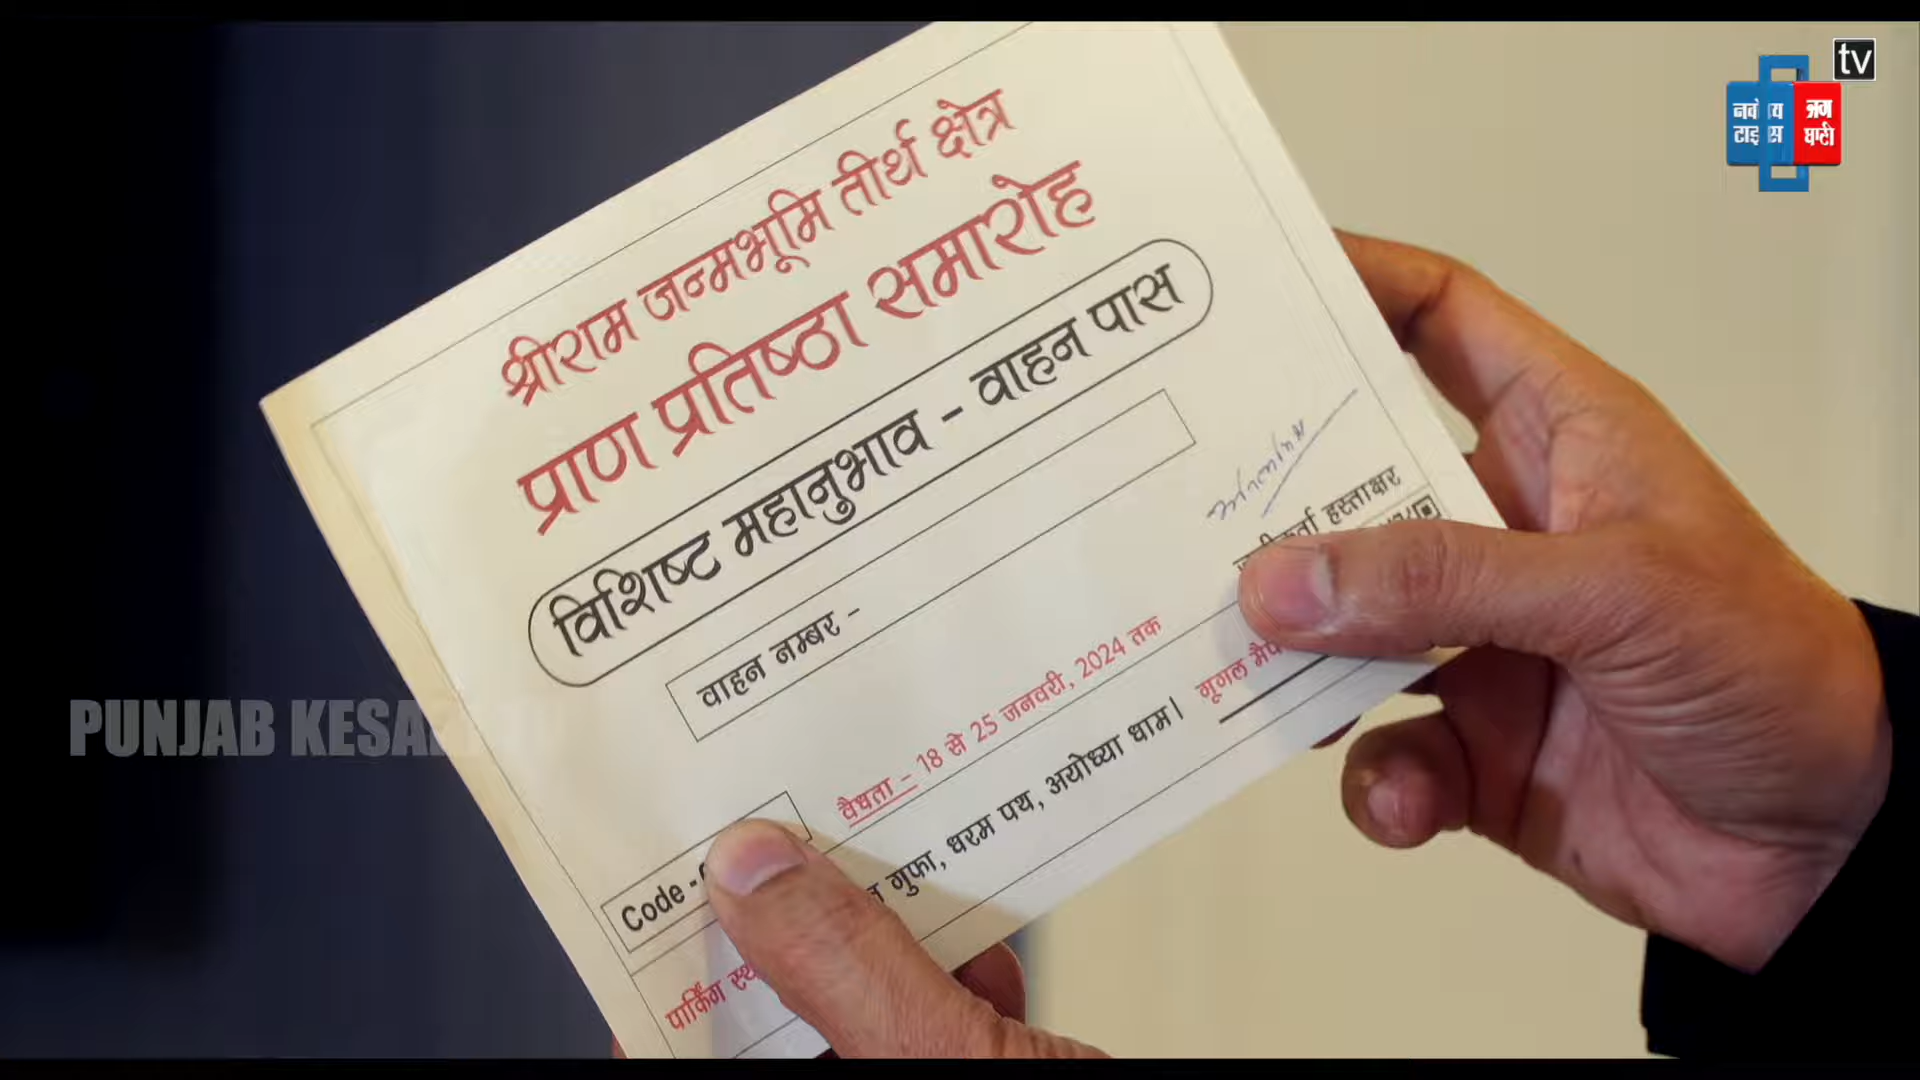 श्रीराम जन्मभूमि तीर्थ क्षेत्र
प्राण प्रतिष्ठा समारोह
विशिष्ट महानुभाव - वाहन पास
वाहन नम्बर -
हस्ताक्षर
Code -
वैधता - 18 से 25 जनवरी, 2024 तक
पार्किंग
गुफा, धरम पथ, अयोध्या धाम।
गूगल
PUNJAB
tv